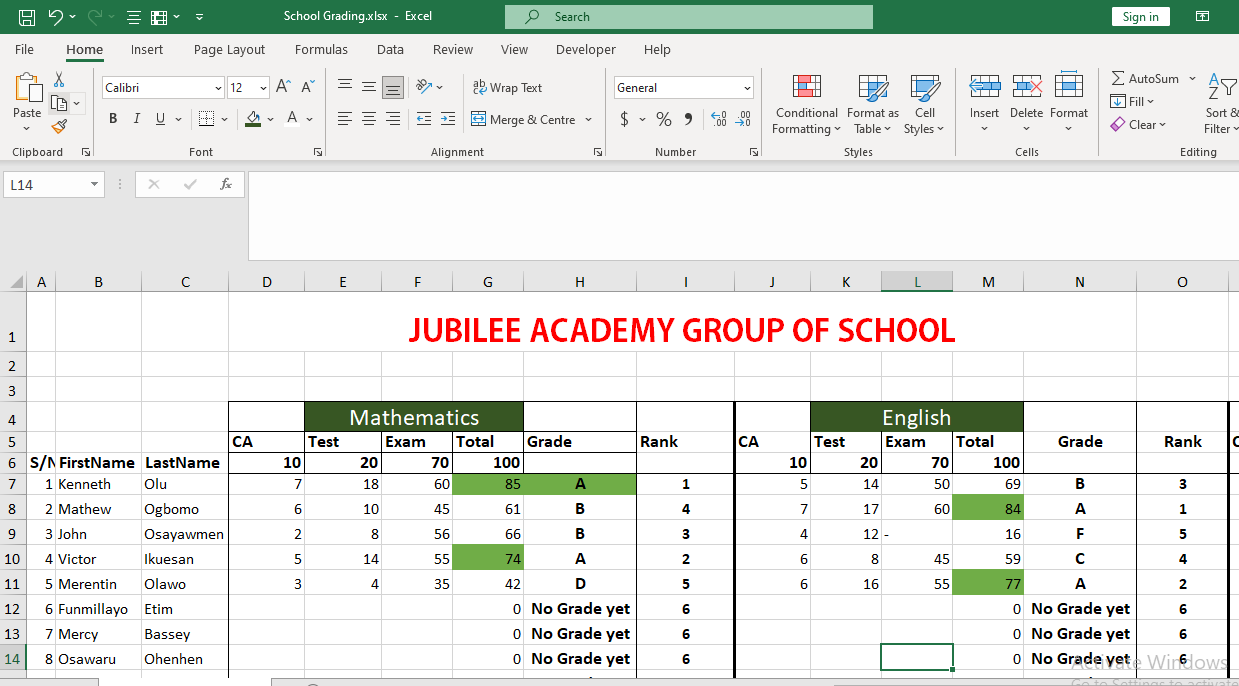 School Grading.xlsx - Excel
Search
Sign in
File Home Insert Page Layout Formulas Data Review View Developer Help
Paste
Clipboard
Calibri 12
B I U A
Font
Wrap Text
Merge & Centre
Alignment
General
$ % 9
Number
Conditional Formatting
Format as Table
Cell Styles
Styles
Insert Delete Format
Cells
AutoSum
Fill
Clear
Sort &
Filter
Editing
L14 fx
A B C D E F G H I J K L M N O
1 JUBILEE ACADEMY GROUP OF SCHOOL
2
3
4 Mathematics English
5 CA Test Exam Total Grade Rank CA Test Exam Total Grade Rank
6 S/N FirstName LastName 10 20 70 100 10 20 70 100
7 1 Kenneth Olu 7 18 60 85 A 1 5 14 50 69 B 3
8 2 Mathew Ogbomo 6 10 45 61 B 4 7 17 60 84 A 1
9 3 John Osayawmen 2 8 56 66 B 3 4 12 - 16 F 5
10 4 Victor Ikuesan 5 14 55 74 A 2 6 8 45 59 C 4
11 5 Merentin Olawo 3 4 35 42 D 5 6 16 55 77 A 2
12 6 Funmillayo Etim 0 No Grade yet 6 0 No Grade yet 6
13 7 Mercy Bassey 0 No Grade yet 6 0 No Grade yet 6
14 8 Osawaru Ohenhen 0 No Grade yet 6 0 No Grade yet 6
Activate Windows
Go to Settings to activate